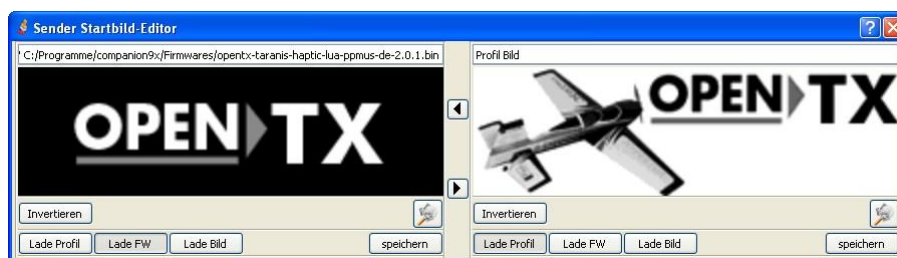 Sender Startbild-Editor
C:/Programme/companion9x/Firmwares/opentx-taranis-haptic-lua-ppmus-de-2.0.1.bin
Profil Bild
OPEN TX
OPEN TX
Invertieren
Invertieren
Lade Profil Lade FW Lade Bild speichern
Lade Profil Lade FW Lade Bild speichern